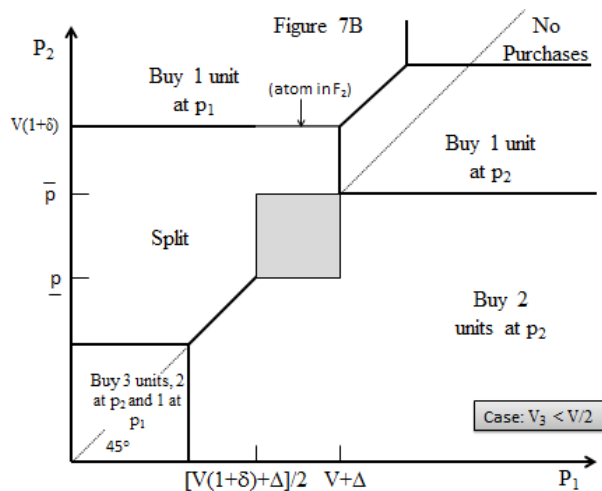 Figure 7B
No
Purchases
P₂
Buy 1 unit
at p₁
(atom in F₂)
V(1+δ)
Buy 1 unit
at p₂
p̅
Split
p̲
Buy 2
units at p₂
Buy 3 units, 2
at p₂ and 1 at
p₁
Case: V₃ < V/2
45°
[V(1+δ)+Δ]/2 V+Δ
P₁